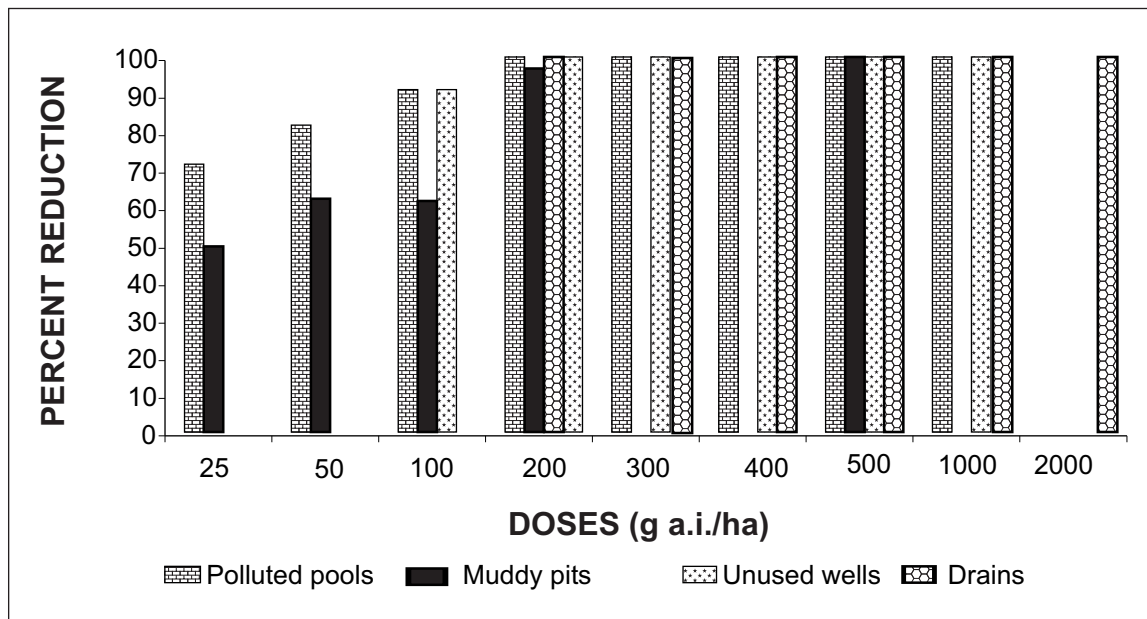 PERCENT REDUCTION
100
90
80
70
60
50
40
30
20
10
0
25 50 100 200 300 400 500 1000 2000
DOSES (g a.i./ha)
Polluted pools Muddy pits Unused wells Drains